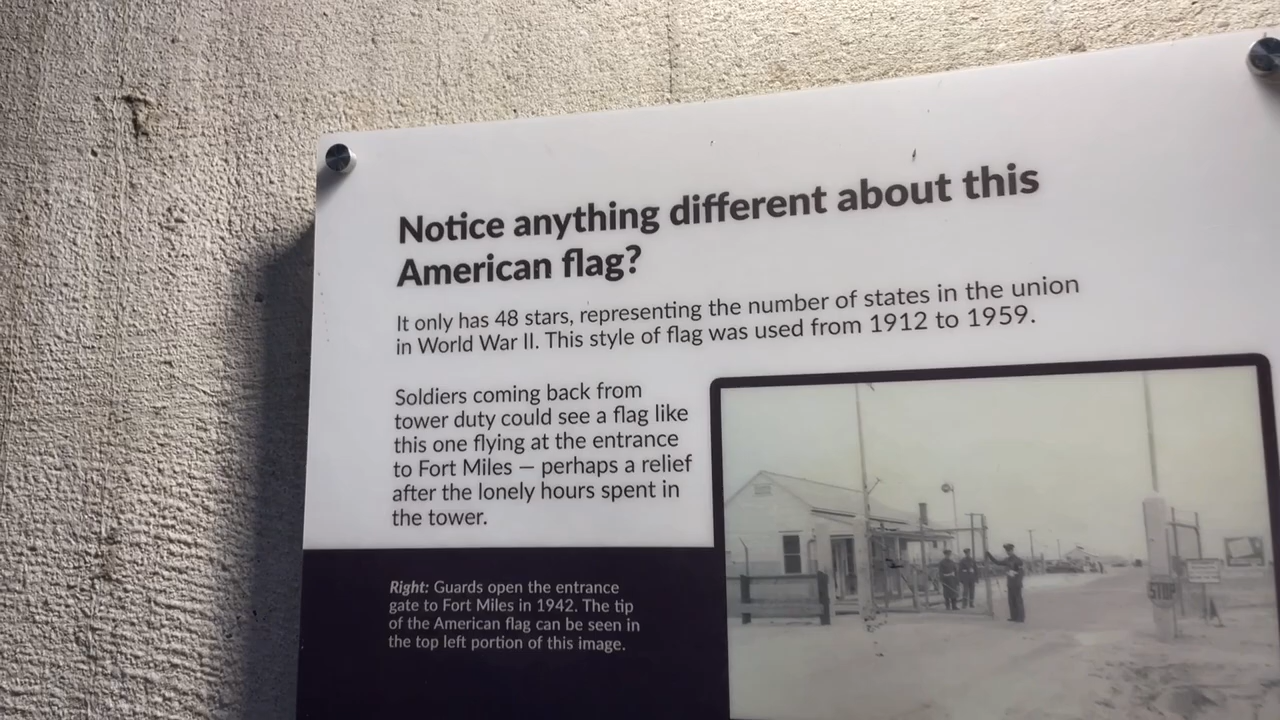 Notice anything different about this
American flag?
It only has 48 stars, representing the number of states in the union
in World War II. This style of flag was used from 1912 to 1959.
Soldiers coming back from
tower duty could see a flag like
this one flying at the entrance
to Fort Miles — perhaps a relief
after the lonely hours spent in
the tower.
Right: Guards open the entrance
gate to Fort Miles in 1942. The tip
of the American flag can be seen in
the top left portion of this image.
STOP